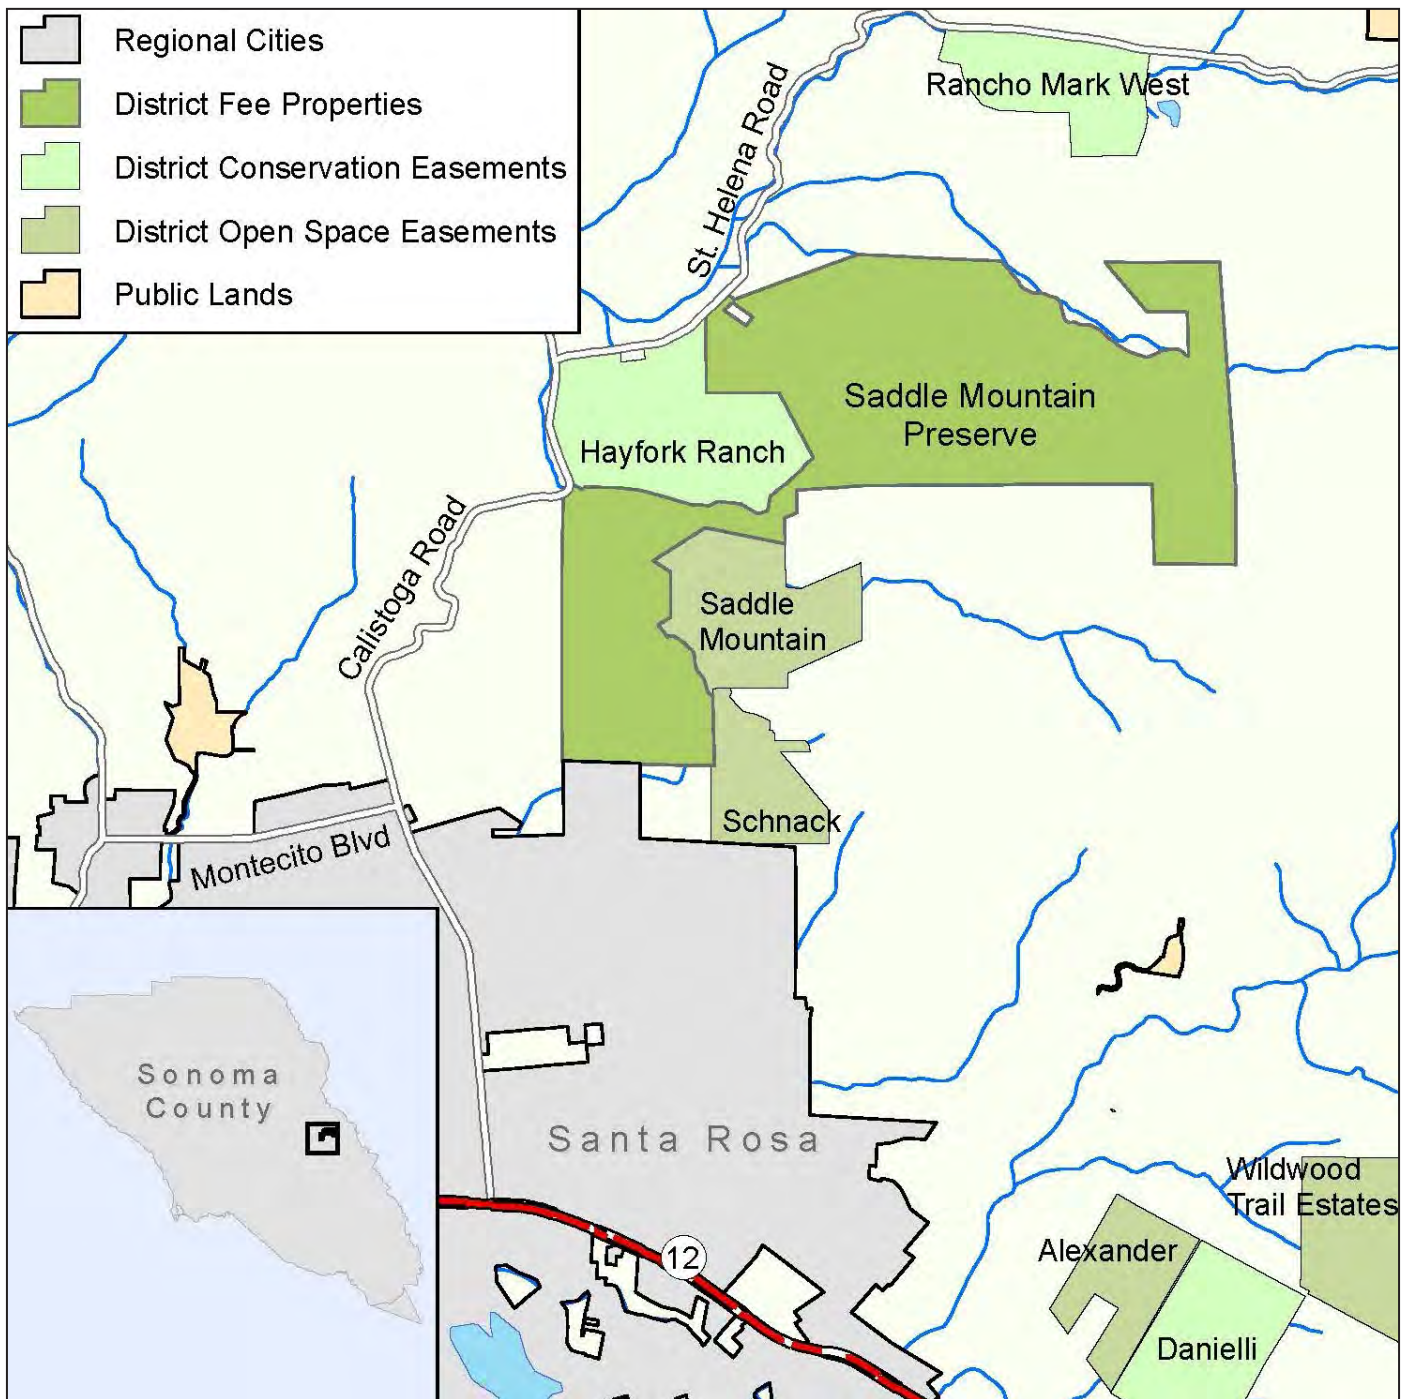 Regional Cities
District Fee Properties
District Conservation Easements
District Open Space Easements
Public Lands
Rancho Mark West
St. Helena Road
Saddle Mountain
Preserve
Hayfork Ranch
Calistoga Road
Saddle
Mountain
Schnack
Montecito Blvd
Sonoma
County
Santa Rosa
Wildwood
Trail Estates
Alexander
12
Danielli